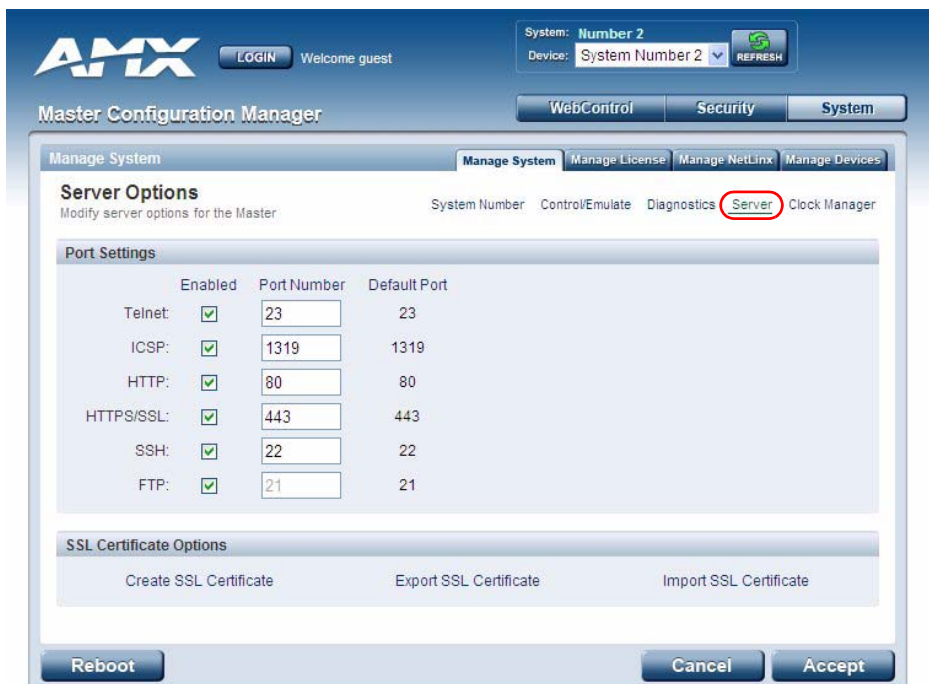 AMX LOGIN Welcome guest
System: Number 2
Device: System Number 2 REFRESH
Master Configuration Manager
WebControl Security System
Manage System
Manage System Manage License Manage NetLinx Manage Devices
Server Options
Modify server options for the Master
System Number Control/Emulate Diagnostics Server Clock Manager
Port Settings
Enabled Port Number Default Port
Telnet: 23 23
ICSP: 1319 1319
HTTP: 80 80
HTTPS/SSL: 443 443
SSH: 22 22
FTP: 21 21
SSL Certificate Options
Create SSL Certificate Export SSL Certificate Import SSL Certificate
Reboot Cancel Accept